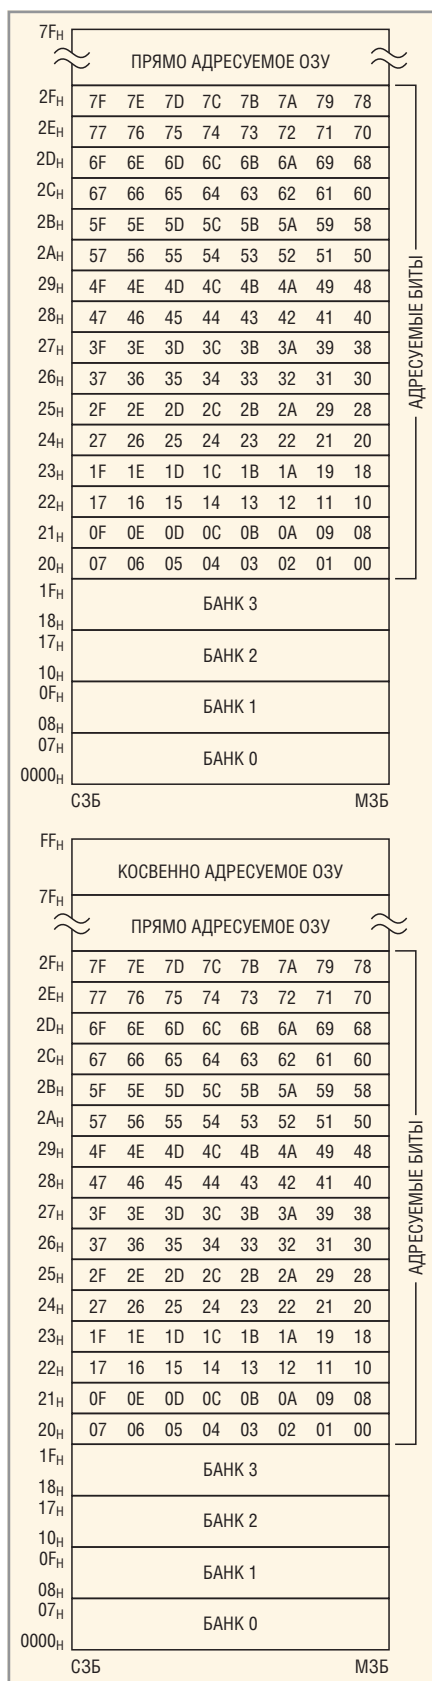 7FH
ПРЯМО АДРЕСУЕМОЕ ОЗУ
2FH 7F 7E 7D 7C 7B 7A 79 78
2EH 77 76 75 74 73 72 71 70
2DH 6F 6E 6D 6C 6B 6A 69 68
2CH 67 66 65 64 63 62 61 60
2BH 5F 5E 5D 5C 5B 5A 59 58
2AH 57 56 55 54 53 52 51 50
29H 4F 4E 4D 4C 4B 4A 49 48
28H 47 46 45 44 43 42 41 40
27H 3F 3E 3D 3C 3B 3A 39 38
26H 37 36 35 34 33 32 31 30
25H 2F 2E 2D 2C 2B 2A 29 28
24H 27 26 25 24 23 22 21 20
23H 1F 1E 1D 1C 1B 1A 19 18
22H 17 16 15 14 13 12 11 10
21H 0F 0E 0D 0C 0B 0A 09 08
20H 07 06 05 04 03 02 01 00
АДРЕСУЕМЫЕ БИТЫ
1FH
БАНК 3
18H
17H
БАНК 2
10H
0FH
БАНК 1
08H
07H
БАНК 0
0000H
СЗБ МЗБ
FFH
КОСВЕННО АДРЕСУЕМОЕ ОЗУ
7FH
ПРЯМО АДРЕСУЕМОЕ ОЗУ
2FH 7F 7E 7D 7C 7B 7A 79 78
2EH 77 76 75 74 73 72 71 70
2DH 6F 6E 6D 6C 6B 6A 69 68
2CH 67 66 65 64 63 62 61 60
2BH 5F 5E 5D 5C 5B 5A 59 58
2AH 57 56 55 54 53 52 51 50
29H 4F 4E 4D 4C 4B 4A 49 48
28H 47 46 45 44 43 42 41 40
27H 3F 3E 3D 3C 3B 3A 39 38
26H 37 36 35 34 33 32 31 30
25H 2F 2E 2D 2C 2B 2A 29 28
24H 27 26 25 24 23 22 21 20
23H 1F 1E 1D 1C 1B 1A 19 18
22H 17 16 15 14 13 12 11 10
21H 0F 0E 0D 0C 0B 0A 09 08
20H 07 06 05 04 03 02 01 00
АДРЕСУЕМЫЕ БИТЫ
1FH
БАНК 3
18H
17H
БАНК 2
10H
0FH
БАНК 1
08H
07H
БАНК 0
0000H
СЗБ МЗБ